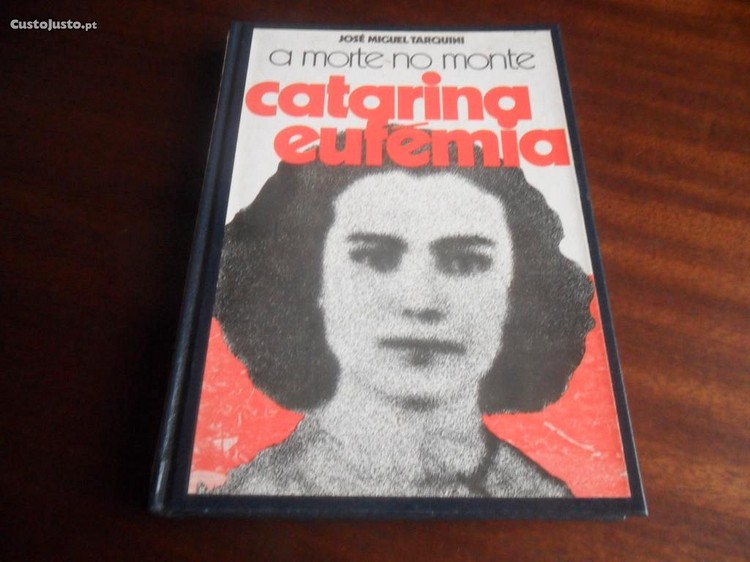 CustoJusto.pt
JOSÉ MIGUEL TARQUINI
a morte no monte
catarina
eufémia